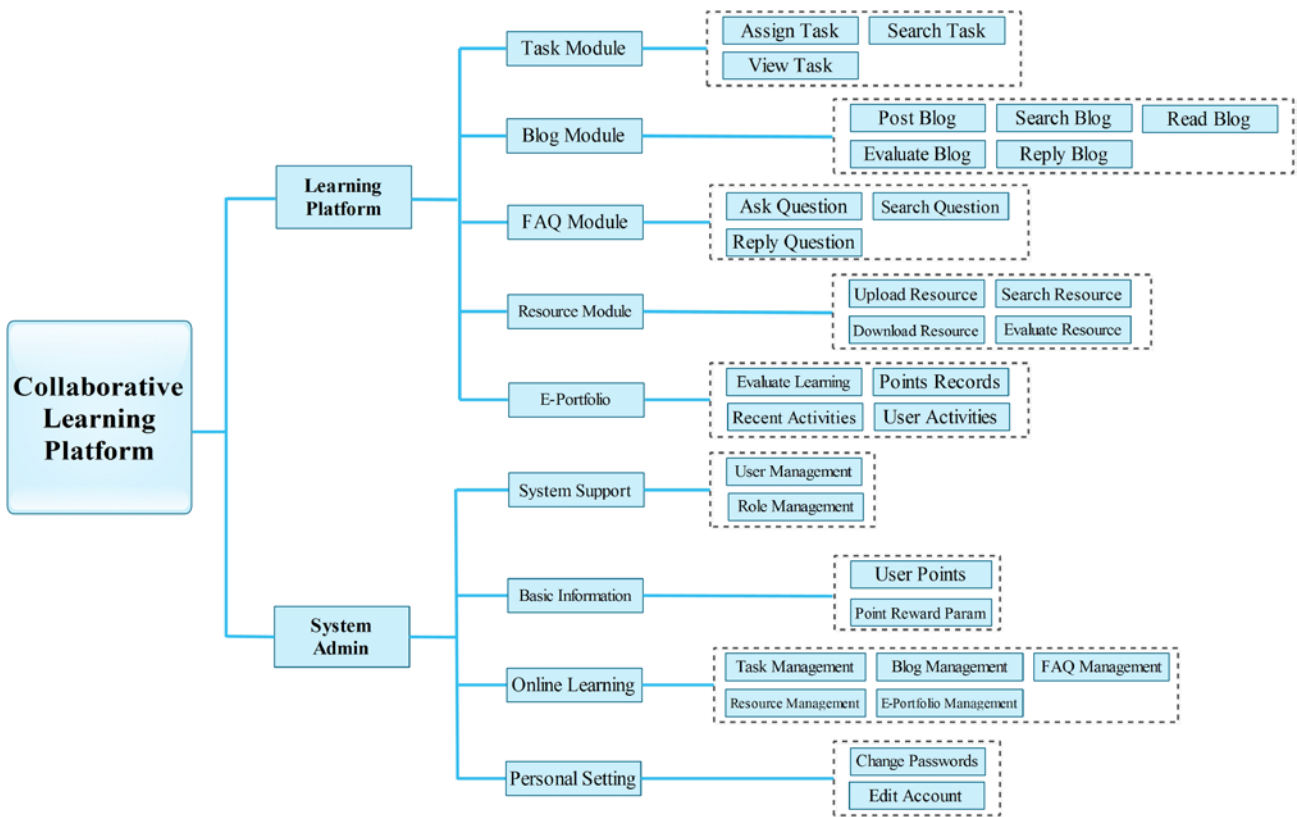 Collaborative
Learning
Platform
Learning
Platform
Task Module
Assign Task
Search Task
View Task
Blog Module
Post Blog
Search Blog
Read Blog
Evaluate Blog
Reply Blog
FAQ Module
Ask Question
Search Question
Reply Question
Resource Module
Upload Resource
Search Resource
Download Resource
Evaluate Resource
E-Portfolio
Evaluate Learning
Points Records
Recent Activities
User Activities
System
Admin
System Support
User Management
Role Management
Basic Information
User Points
Point Reward Param
Online Learning
Task Management
Blog Management
FAQ Management
Resource Management
E-Portfolio Management
Personal Setting
Change Passwords
Edit Account